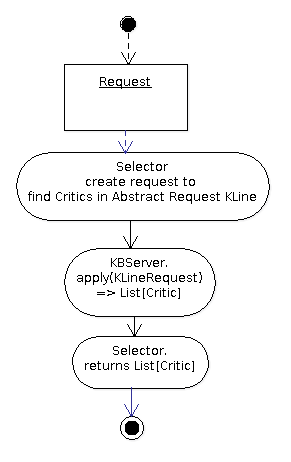 Request
Selector
create request to
find Critics in Abstract Request KLine
KBServer.
apply(KLineRequest)
=> List[Critic]
Selector.
returns List[Critic]